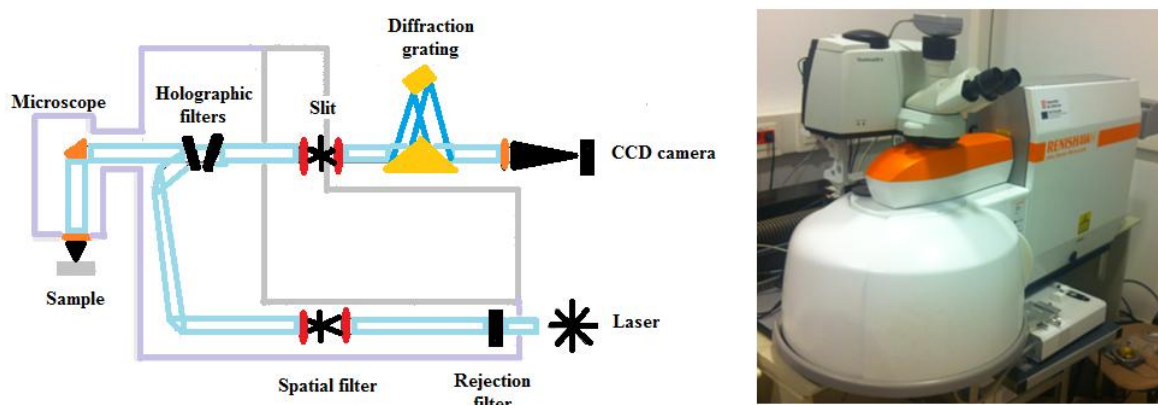 Diffraction
grating
Microscope
Holographic
filters
Slit
CCD camera
Sample
Laser
Spatial filter
Rejection
filter
RENISHAW